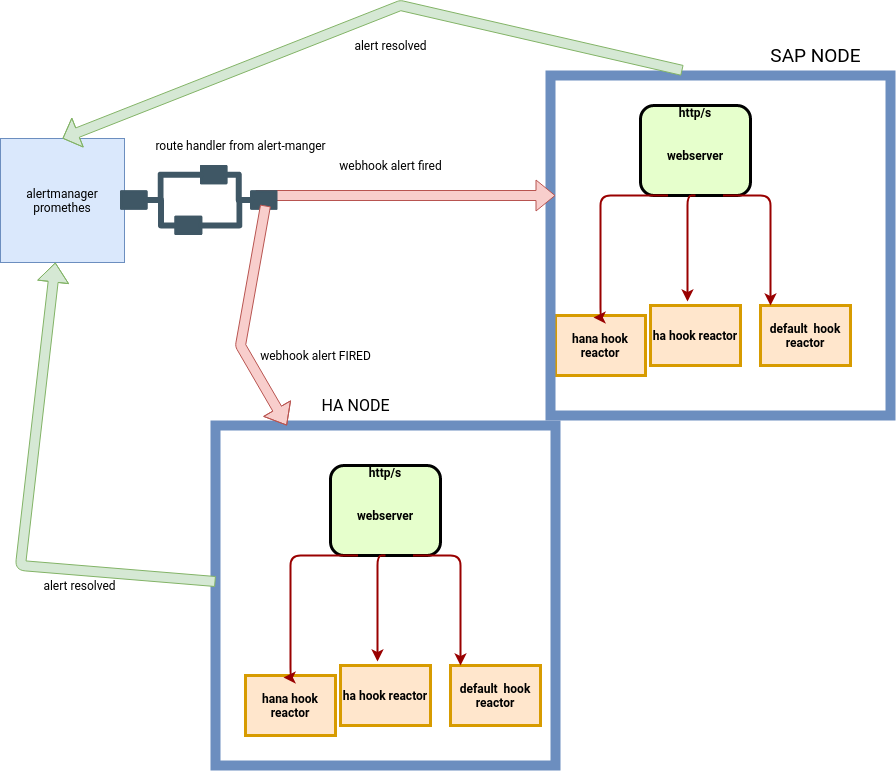 alert resolved
SAP NODE
http/s
webserver
route handler from alert-manger
webhook alert fired
alertmanager
promethes
hana hook
reactor
ha hook reactor
default hook
reactor
webhook alert FIRED
HA NODE
http/s
webserver
alert resolved
hana hook
reactor
ha hook reactor
default hook
reactor